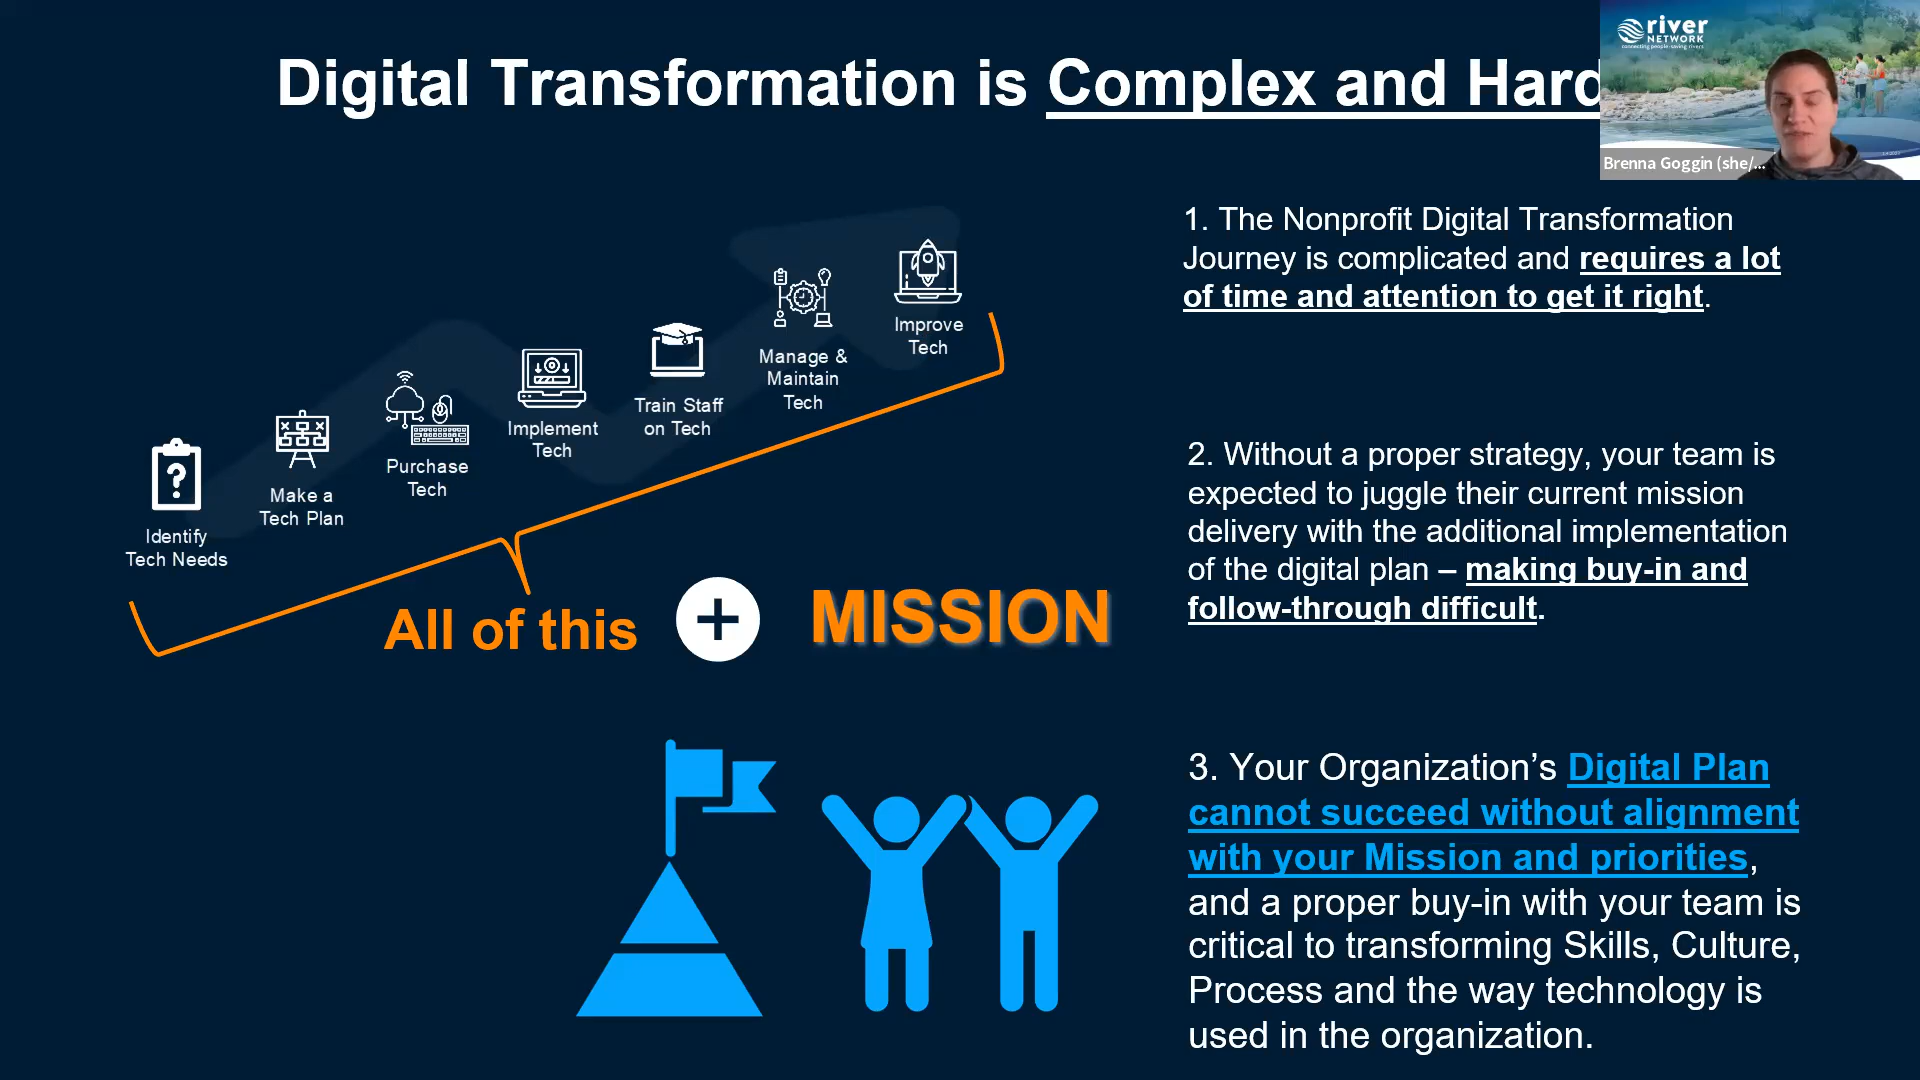 Digital Transformation is Complex and Hard
river
NETWORK
connecting people·saving rivers
Brenna Goggin (she/...
1. The Nonprofit Digital Transformation
Journey is complicated and requires a lot
of time and attention to get it right.
Identify
Tech Needs
Make a
Tech Plan
Purchase
Tech
Implement
Tech
Train Staff
on Tech
Manage &
Maintain
Tech
Improve
Tech
2. Without a proper strategy, your team is
expected to juggle their current mission
delivery with the additional implementation
of the digital plan – making buy-in and
follow-through difficult.
All of this
+
MISSION
3. Your Organization’s Digital Plan
cannot succeed without alignment
with your Mission and priorities,
and a proper buy-in with your team is
critical to transforming Skills, Culture,
Process and the way technology is
used in the organization.